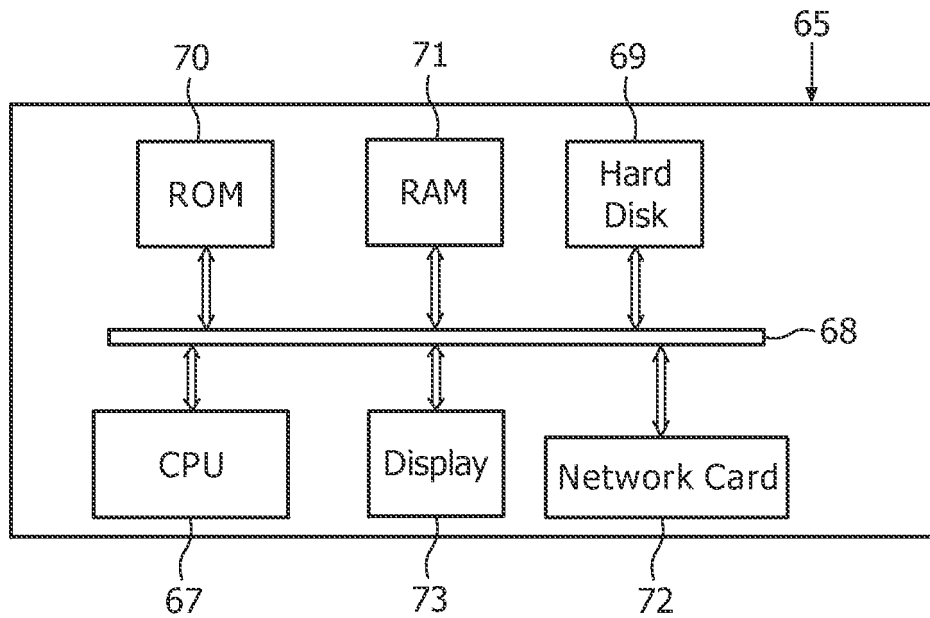 65
70
71
69
ROM
RAM
Hard
Disk
68
CPU
Display
Network Card
67
73
72